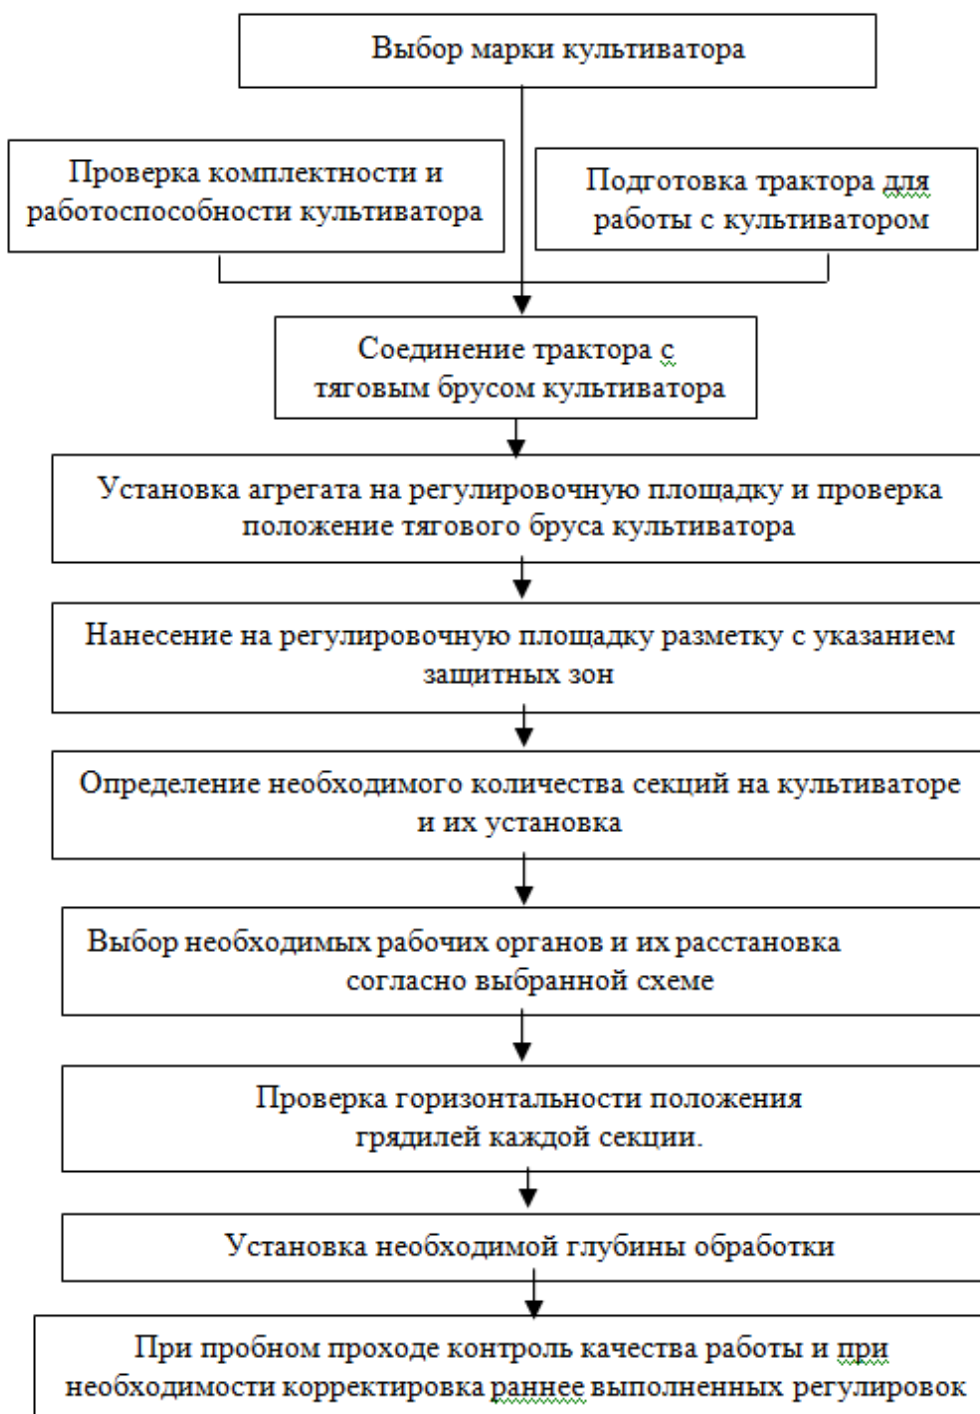 Выбор марки культиватора
Проверка комплектности и
работоспособности культиватора
Подготовка трактора для
работы с культиватором
Соединение трактора с
тяговым брусом культиватора
Установка агрегата на регулировочную площадку и проверка
положение тягового бруса культиватора
Нанесение на регулировочную площадку разметку с указанием
защитных зон
Определение необходимого количества секций на культиваторе
и их установка
Выбор необходимых рабочих органов и их расстановка
согласно выбранной схеме
Проверка горизонтальности положения
грядилей каждой секции.
Установка необходимой глубины обработки
При пробном проходе контроль качества работы и при
необходимости корректировка раннее выполненных регулировок